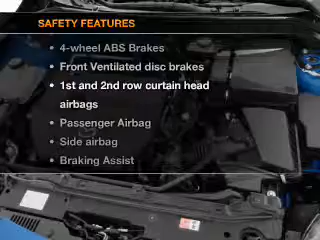 SAFETY FEATURES
• 4-wheel ABS Brakes
• Front Ventilated disc brakes
• 1st and 2nd row curtain head
airbags
• Passenger Airbag
• Side airbag
• Braking Assist